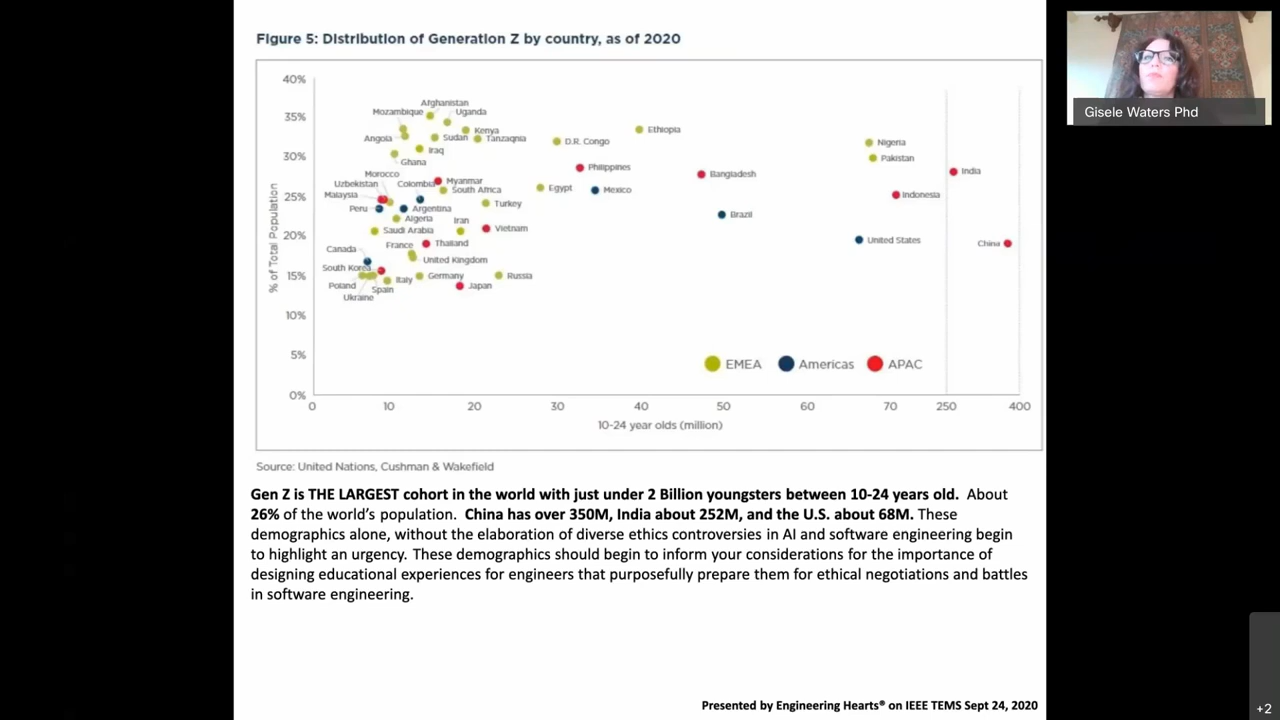 Figure 5: Distribution of Generation Z by country, as of 2020
Gisele Waters Phd
40%
35%
30%
25%
20%
15%
10%
5%
0%
% of Total Population
Afghanistan
Mozambique
Uganda
Angola
Sudan
Kenya
Tanzaqnia
Iraq
Ghana
D.R. Congo
Ethiopia
Nigeria
Pakistan
Philippines
Bangladesh
India
Morocco
Uzbekistan
Colombia
Myanmar
Malaysia
South Africa
Egypt
Mexico
Indonesia
Peru
Argentina
Turkey
Algeria
Iran
Brazil
Saudi Arabia
Vietnam
Canada
France
Thailand
United States
China
South Korea
United Kingdom
Poland
Spain
Italy
Germany
Russia
Ukraine
Japan
EMEA
Americas
APAC
0 10 20 30 40 50 60 70 250 400
10-24 year olds (million)
Source: United Nations, Cushman & Wakefield
Gen Z is THE LARGEST cohort in the world with just under 2 Billion youngsters between 10-24 years old. About
26% of the world's population. China has over 350M, India about 252M, and the U.S. about 68M. These
demographics alone, without the elaboration of diverse ethics controversies in AI and software engineering begin
to highlight an urgency. These demographics should begin to inform your considerations for the importance of
designing educational experiences for engineers that purposefully prepare them for ethical negotiations and battles
in software engineering.
Presented by Engineering Hearts® on IEEE TEMS Sept 24, 2020
+2